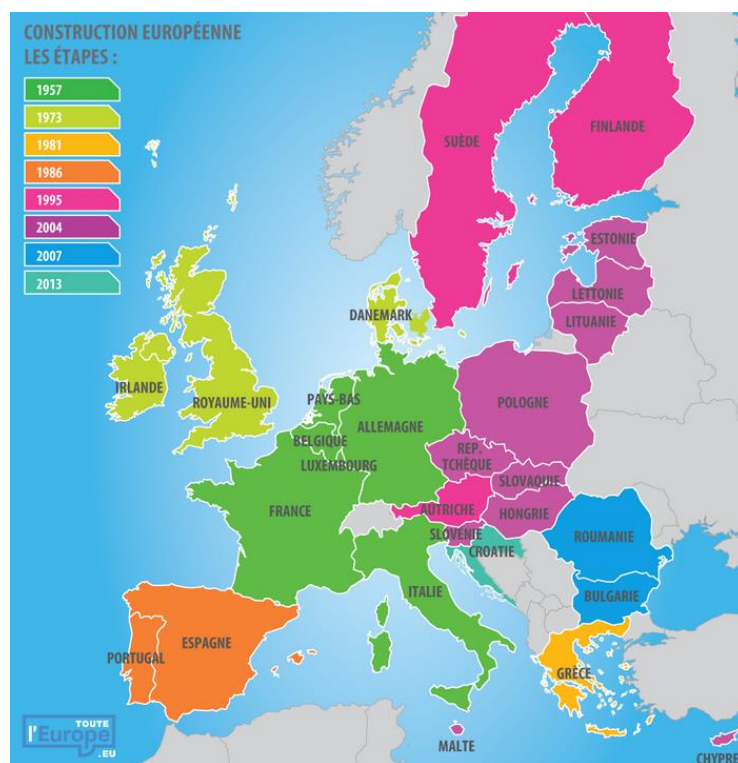 CONSTRUCTION EUROPÉENNE
LES ÉTAPES :
1957
1973
1981
1986
1995
2004
2007
2013
SUÈDE
FINLANDE
ESTONIE
LETTONIE
LITUANIE
DANEMARK
IRLANDE
ROYAUME-UNI
PAYS-BAS
BELGIQUE
LUXEMBOURG
ALLEMAGNE
POLOGNE
REP.
TCHÈQUE
SLOVAQUIE
AUTRICHE
HONGRIE
SLOVÉNIE
CROATIE
FRANCE
ROUMANIE
BULGARIE
ITALIE
PORTUGAL
ESPAGNE
GRÈCE
MALTE
CHYPRE
TOUTE
l'Europe
.EU